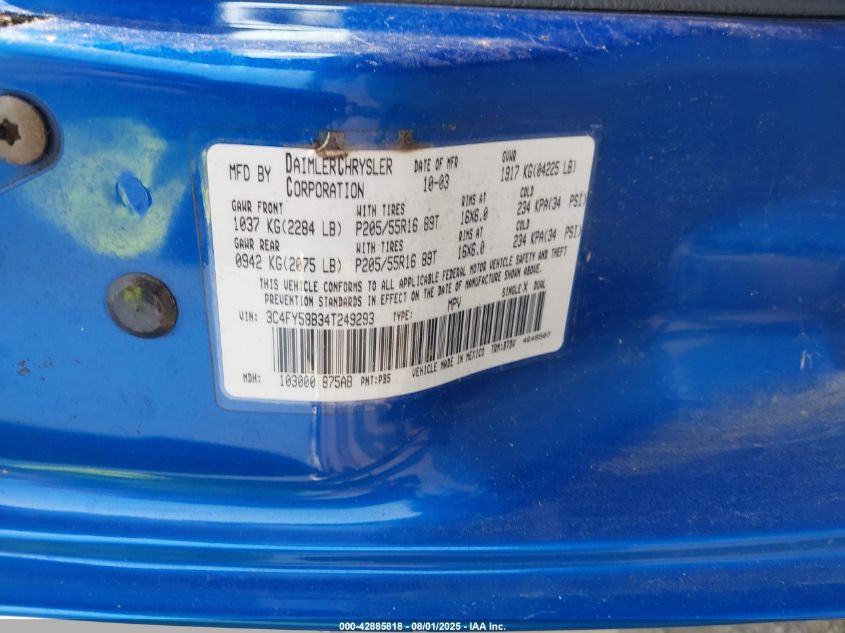 MFD BY DAIMLERCHRYSLER CORPORATION
DATE OF MFR 10-03
GVWR 1917 KG(04225 LB)
GAWR FRONT WITH TIRES RIMS AT COLD
1037 KG(2284 LB) P205/55R16 89T 16X6.0 234 KPA(34 PSI)
GAWR REAR WITH TIRES RIMS AT COLD
0942 KG(2075 LB) P205/55R16 89T 16X6.0 234 KPA(34 PSI)
THIS VEHICLE CONFORMS TO ALL APPLICABLE FEDERAL MOTOR VEHICLE SAFETY AND THEFT
PREVENTION STANDARDS IN EFFECT ON THE DATE OF MANUFACTURE SHOWN ABOVE.
VIN: 3C4FY58B34T249293 TYPE: MPV SINGLE X DUAL
MDH: 103000 875AB PNT:PB5 VEHICLE MADE IN MEXICO TRM:B7DV 4648507
000-42885818 - 08/01/2025 - IAA Inc.